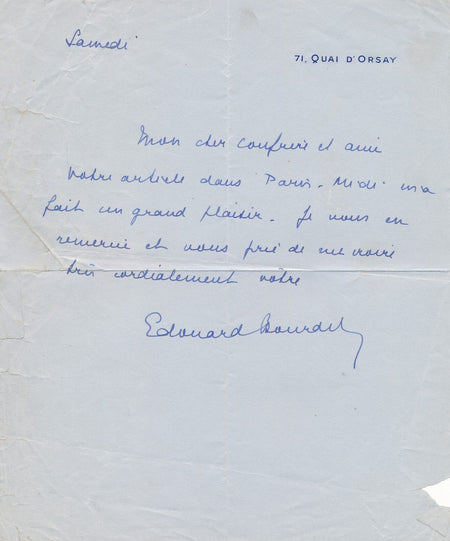 Samedi
71, QUAI D'ORSAY
Mon cher confrère et ami
Votre article dans Paris-Midi m'a
fait un grand plaisir. Je vous en
remercie et vous prie de me croire
très cordialement votre
Edouard Bourdet